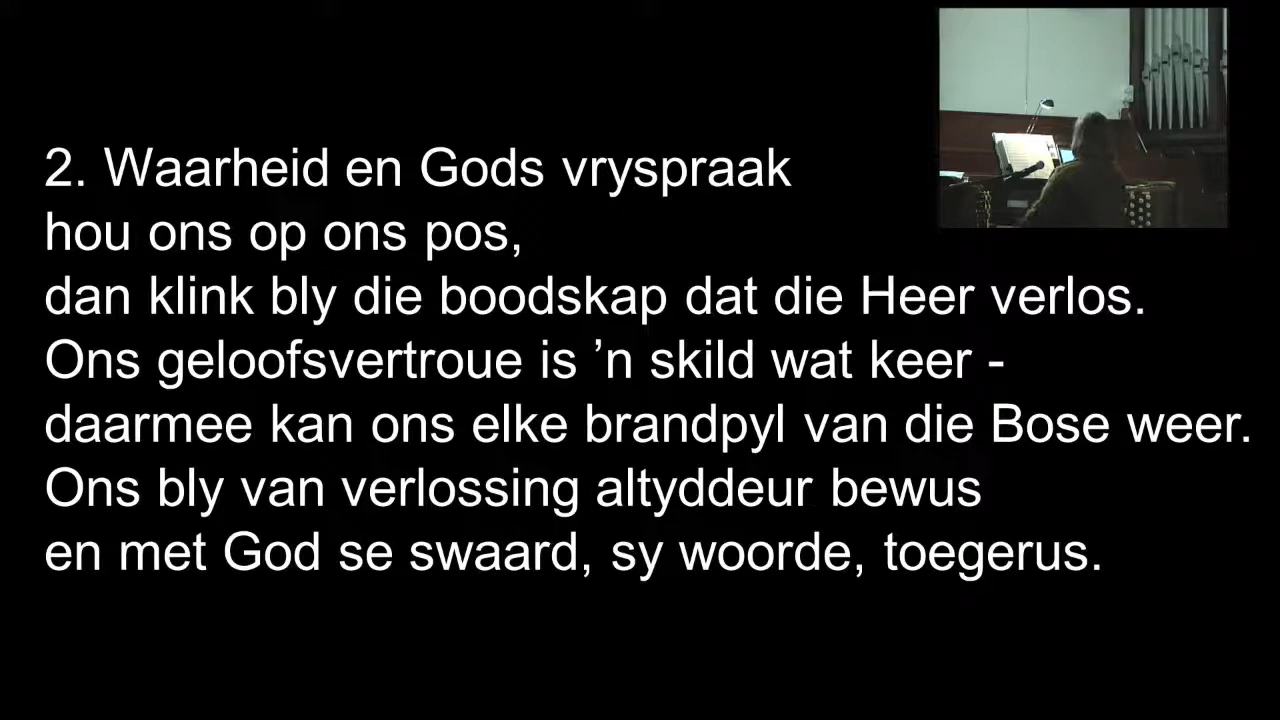 2. Waarheid en Gods vryspraak
hou ons op ons pos,
dan klink bly die boodskap dat die Heer verlos.
Ons geloofsvertroue is ’n skild wat keer -
daarmee kan ons elke brandpyl van die Bose weer.
Ons bly van verlossing altyddeur bewus
en met God se swaard, sy woorde, toegerus.